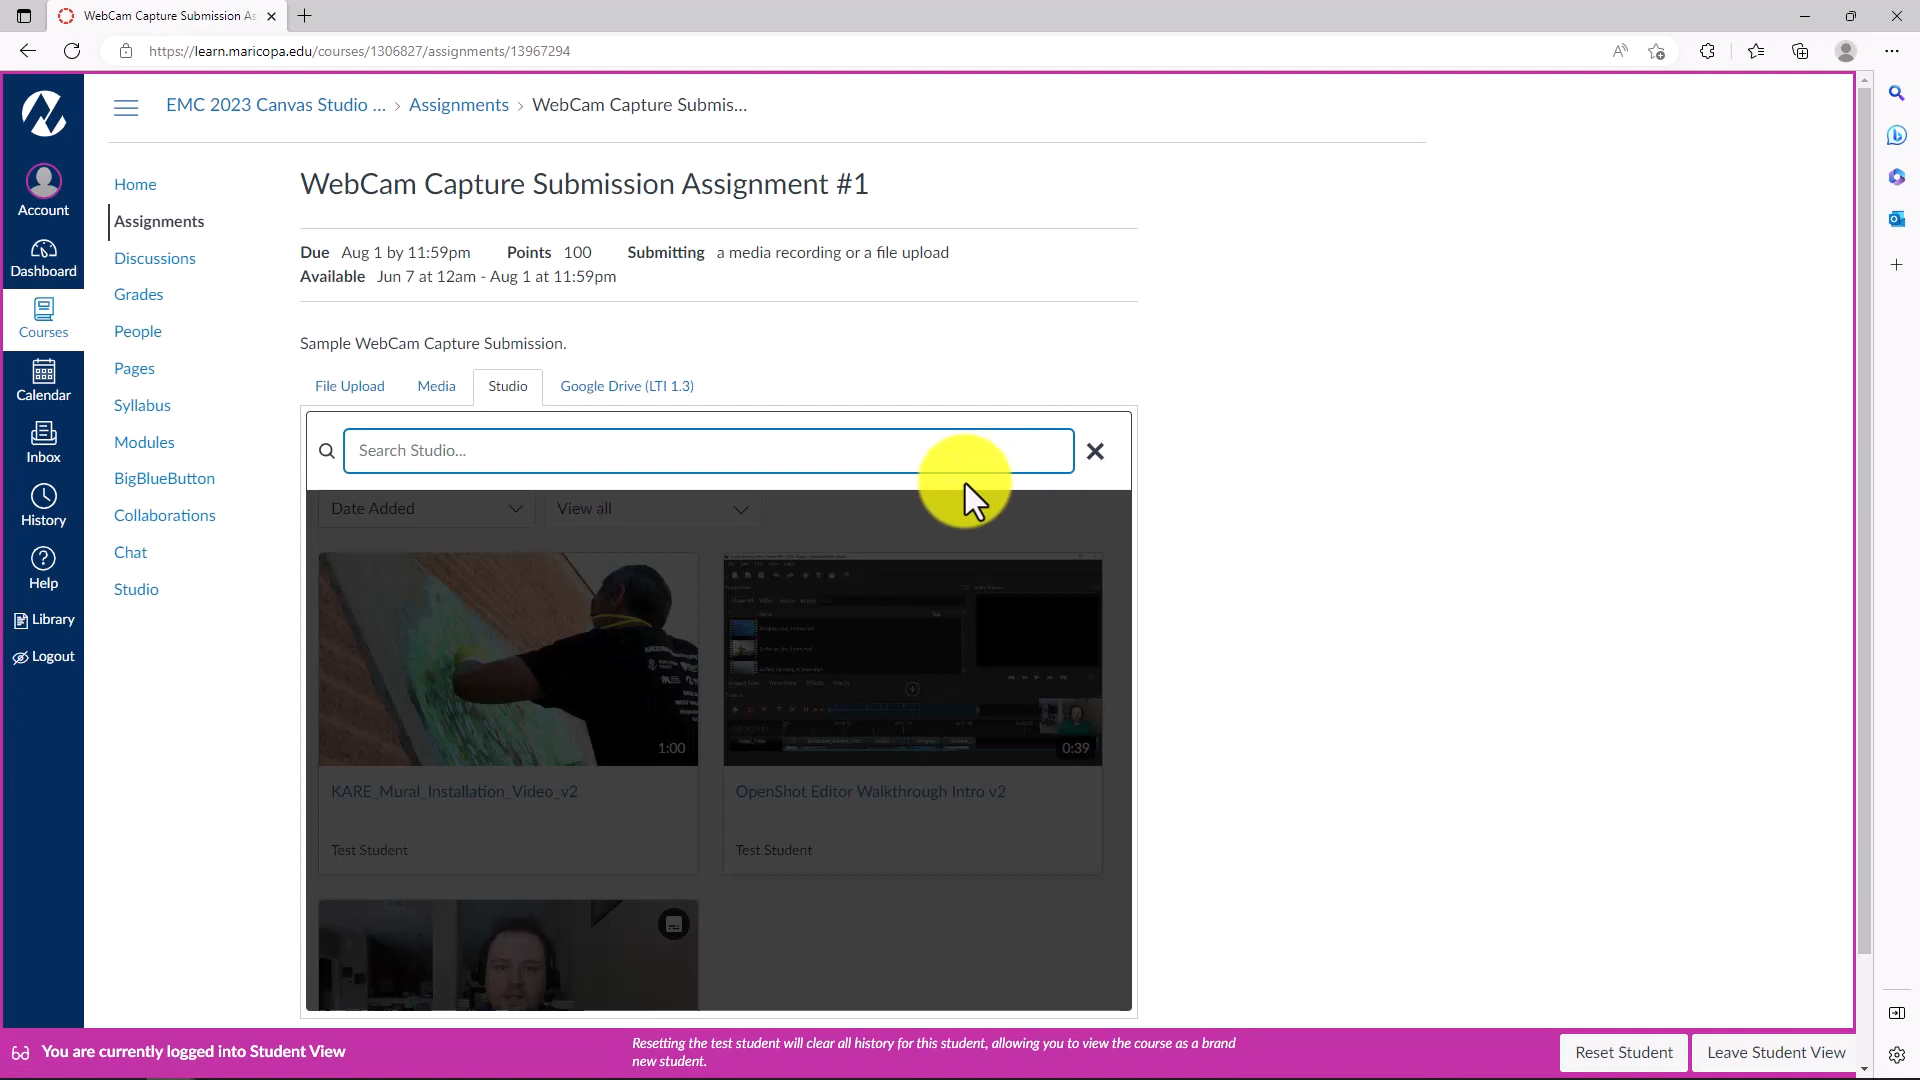 WebCam Capture Submission As
https://learn.maricopa.edu/courses/1306827/assignments/13967294
EMC 2023 Canvas Studio ... › Assignments › WebCam Capture Submis...
Account
Dashboard
Courses
Calendar
Inbox
History
Help
Library
Logout
Home
Assignments
Discussions
Grades
People
Pages
Syllabus
Modules
BigBlueButton
Collaborations
Chat
Studio
WebCam Capture Submission Assignment #1
Due Aug 1 by 11:59pm Points 100 Submitting a media recording or a file upload
Available Jun 7 at 12am - Aug 1 at 11:59pm
Sample WebCam Capture Submission.
File Upload Media Studio Google Drive (LTI 1.3)
Search Studio...
Date Added View all
1:00
0:39
KARE_Mural_Installation_Video_v2
OpenShot Editor Walkthrough Intro v2
Test Student
Test Student
You are currently logged into Student View
Resetting the test student will clear all history for this student, allowing you to view the course as a brand
new student.
Reset Student
Leave Student View